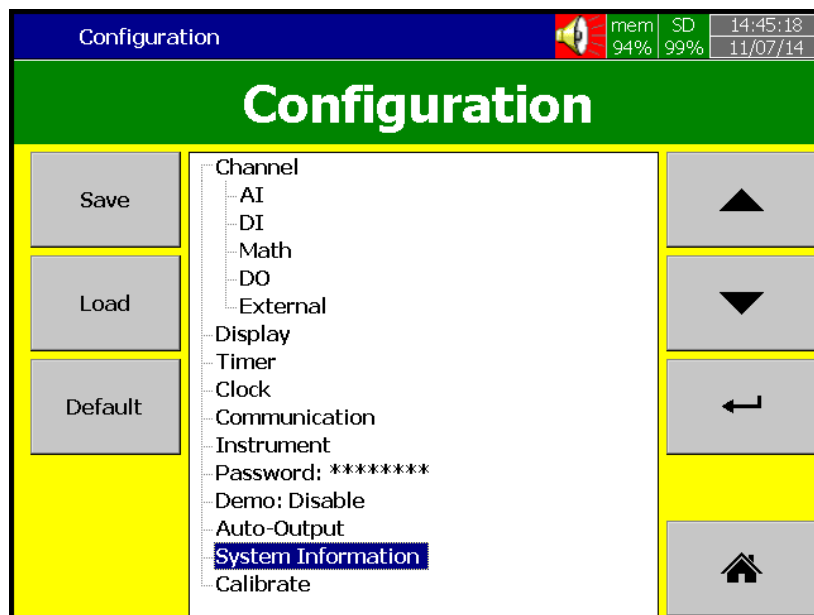 Configuration
mem SD 14:45:18
94% 99% 11/07/14
Configuration
Save
Load
Default
Channel
AI
DI
Math
DO
External
Display
Timer
Clock
Communication
Instrument
Password: ********
Demo: Disable
Auto-Output
System Information
Calibrate